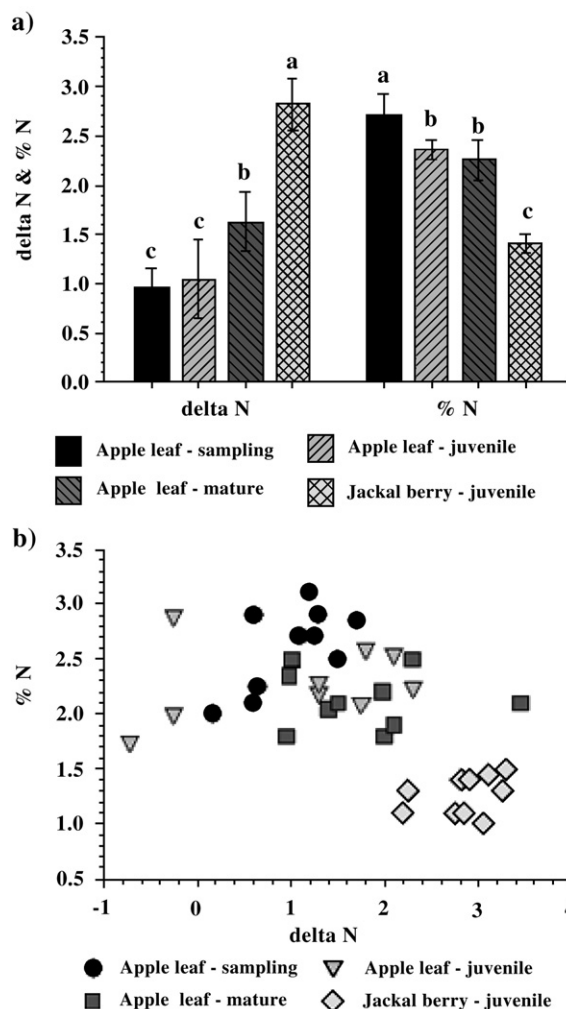 a)
3.5
3.0
2.5
2.0
1.5
1.0
0.5
0.0
delta N & % N
c c b a a b b c
delta N % N
Apple leaf - sampling Apple leaf - juvenile
Apple leaf - mature Jackal berry - juvenile
b)
3.5
3.0
2.5
2.0
1.5
1.0
0.5
% N
-1 0 1 2 3 4
delta N
Apple leaf - sampling Apple leaf - juvenile
Apple leaf - mature Jackal berry - juvenile